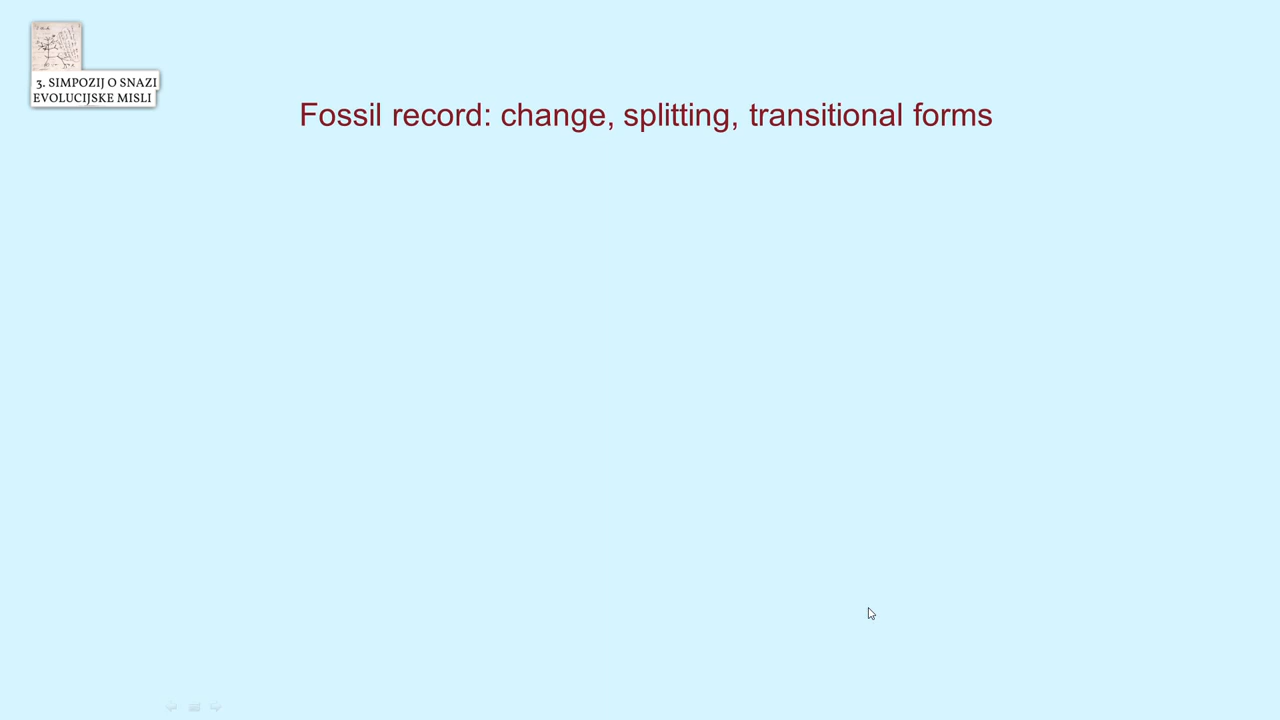 3. SIMPOZIJ O SNAZI
EVOLUCIJSKE MISLI
Fossil record: change, splitting, transitional forms